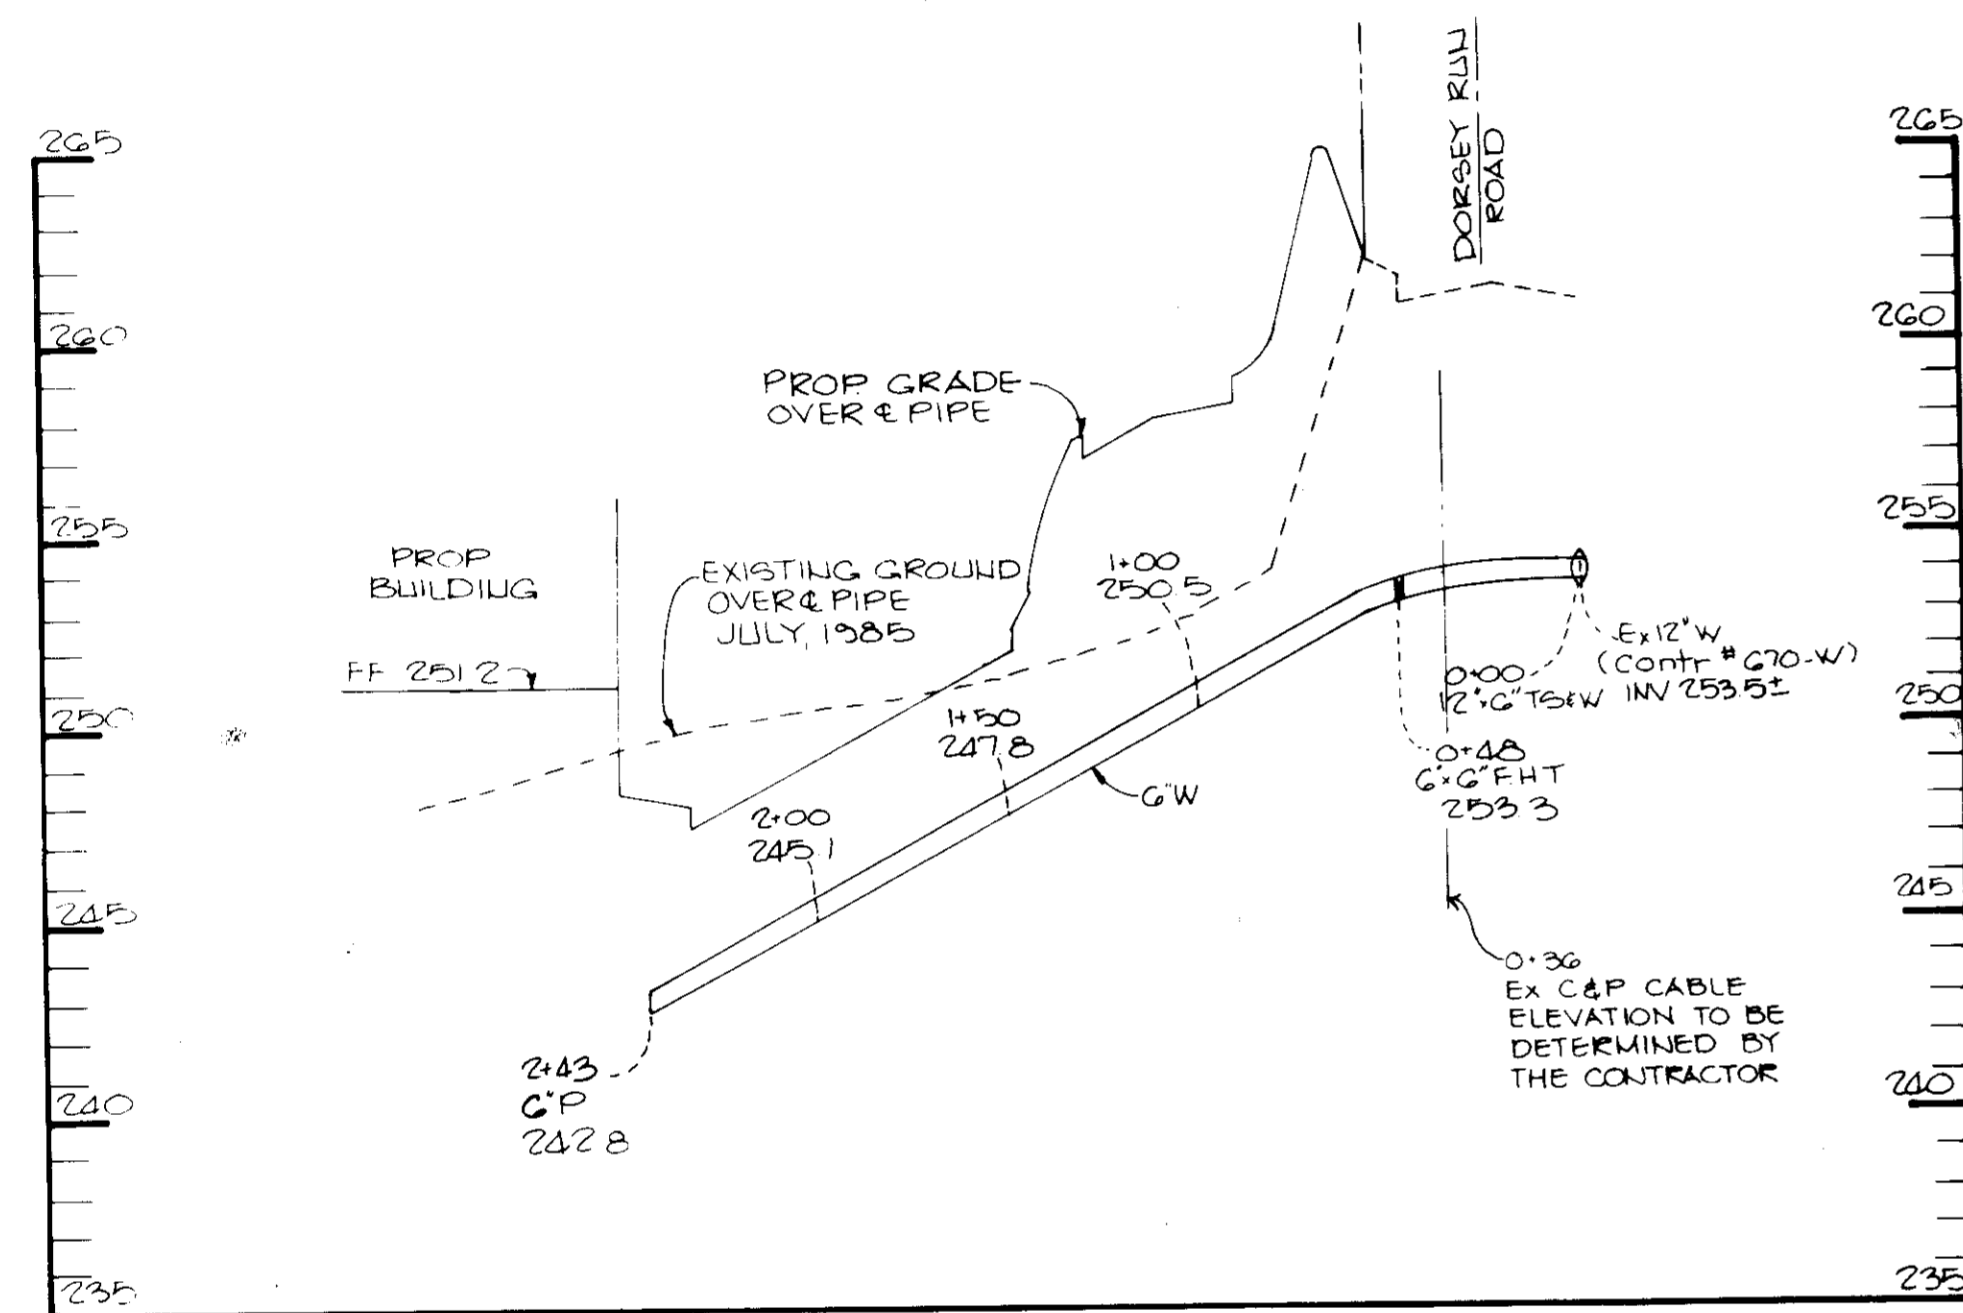 DORSEY RUN
ROAD
265
260
255
250
245
240
235
265
260
255
250
245
240
235
PROP. GRADE
OVER ℄ PIPE
PROP
BUILDING
EXISTING GROUND
OVER ℄ PIPE
JULY, 1985
FF 251 2
1+00
250.5
1+50
247.8
2+00
245.1
6"W
Ex 12"W
(Contr # 670-W)
INV 253.5±
0+00
12"x6" TS&W
0+48
6"x6" F.H.T
253.3
0+36
EX C&P CABLE
ELEVATION TO BE
DETERMINED BY
THE CONTRACTOR
2+43
6"P
242 8